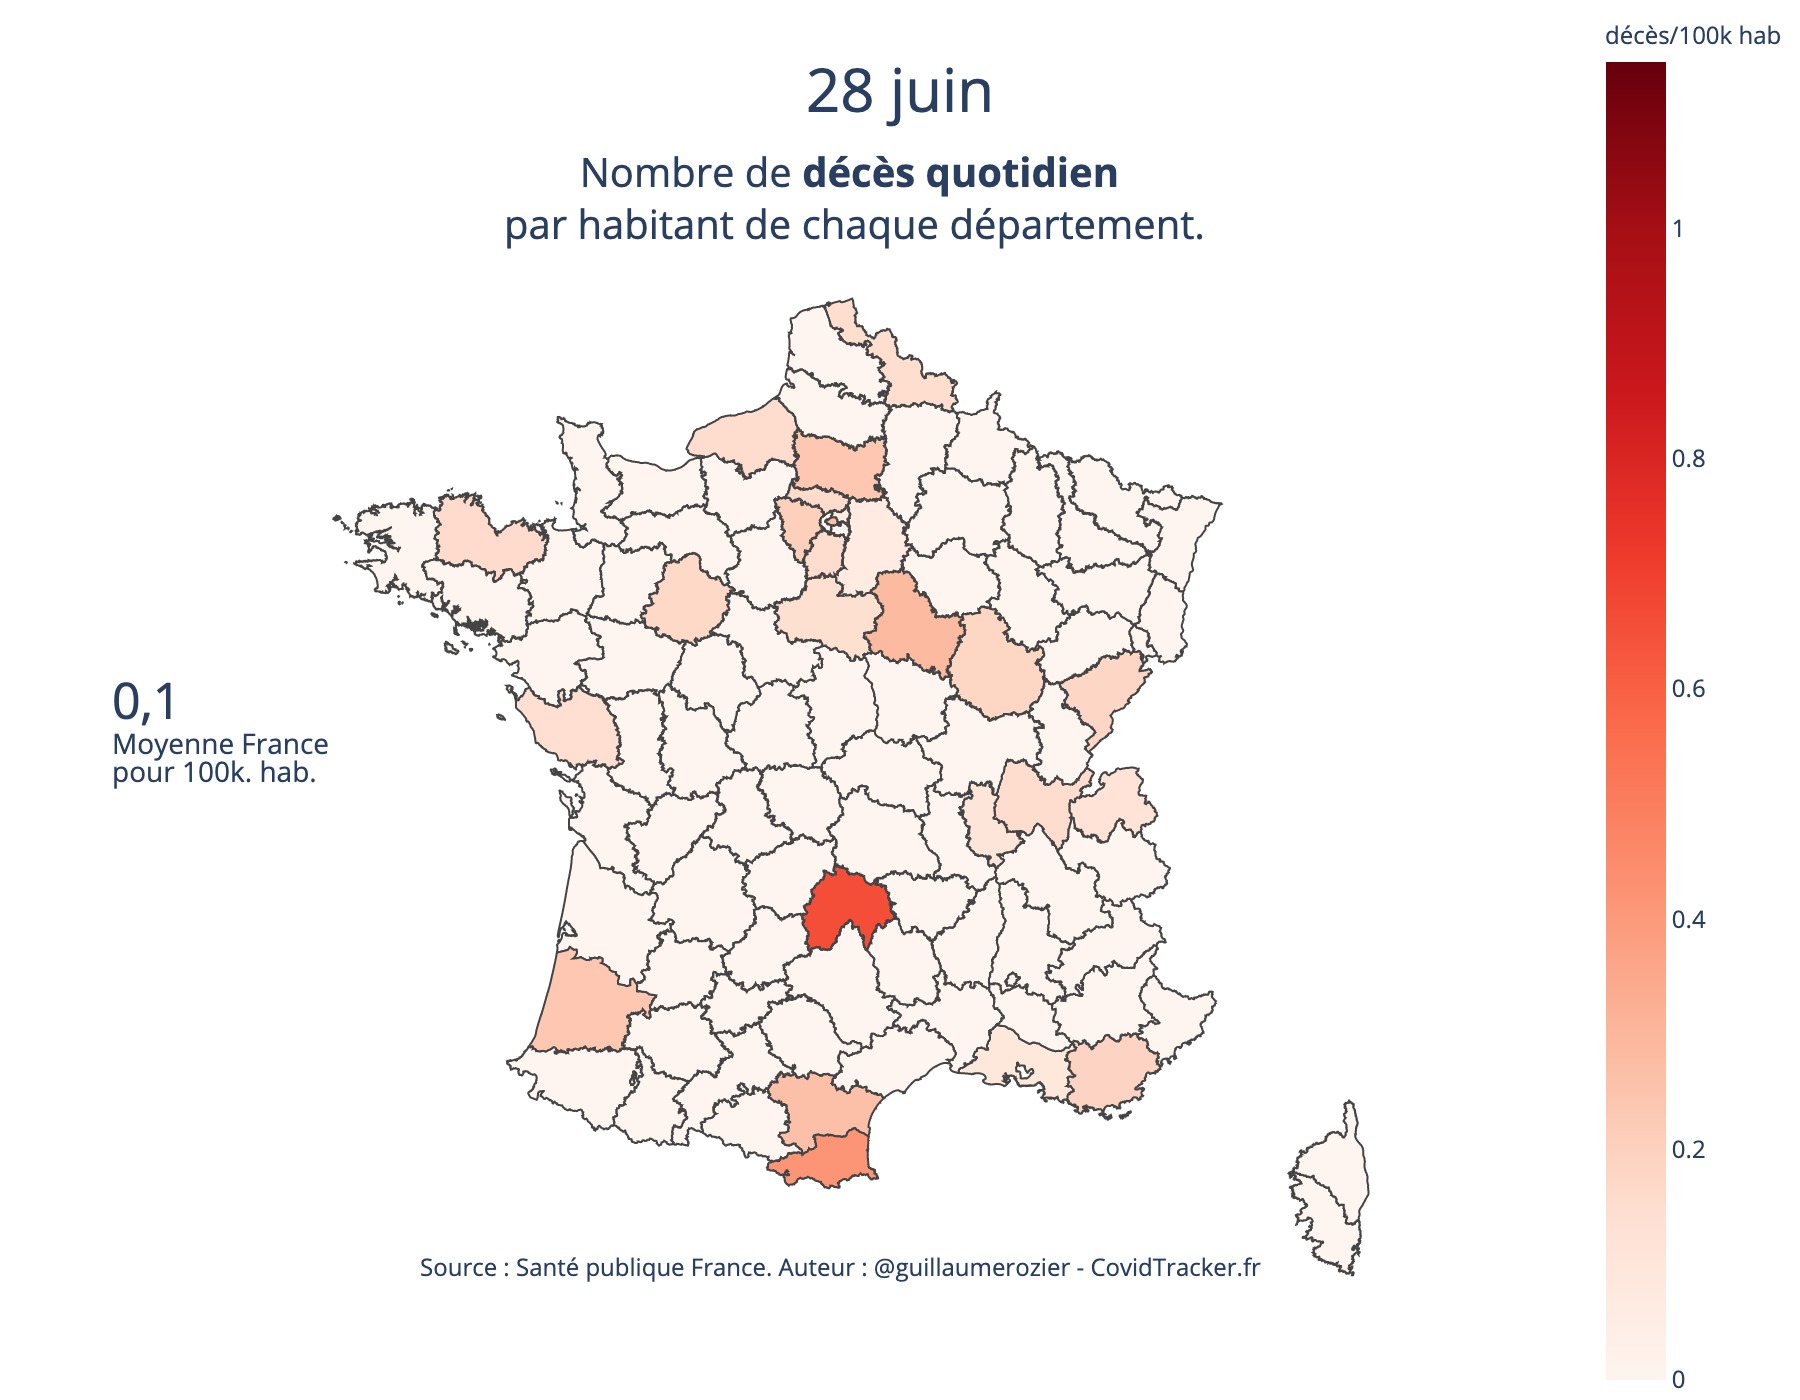 décès/100k hab
28 juin
Nombre de décès quotidien
par habitant de chaque département.
1
0.8
0.6
0.4
0.2
0
0,1
Moyenne France
pour 100k. hab.
Source : Santé publique France. Auteur : @guillaumerozier - CovidTracker.fr